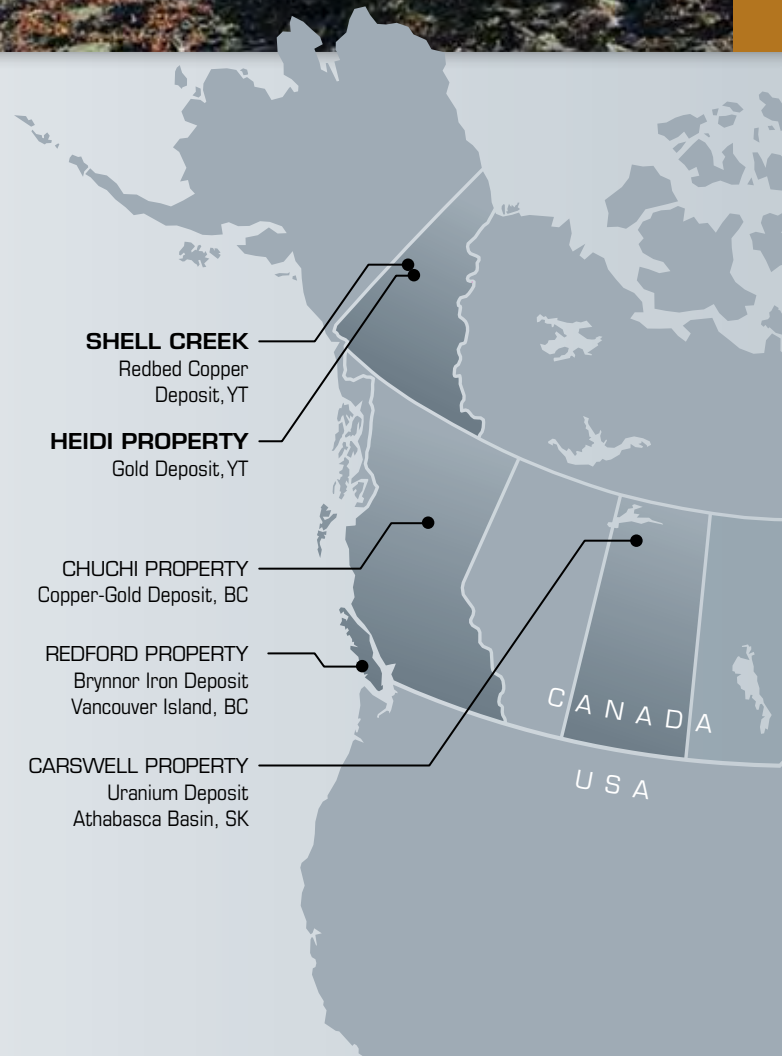 SHELL CREEK
Redbed Copper
Deposit, YT
HEIDI PROPERTY
Gold Deposit, YT
CHUCHI PROPERTY
Copper-Gold Deposit, BC
REDFORD PROPERTY
Brynnor Iron Deposit
Vancouver Island, BC
CARSWELL PROPERTY
Uranium Deposit
Athabasca Basin, SK
CANADA
USA